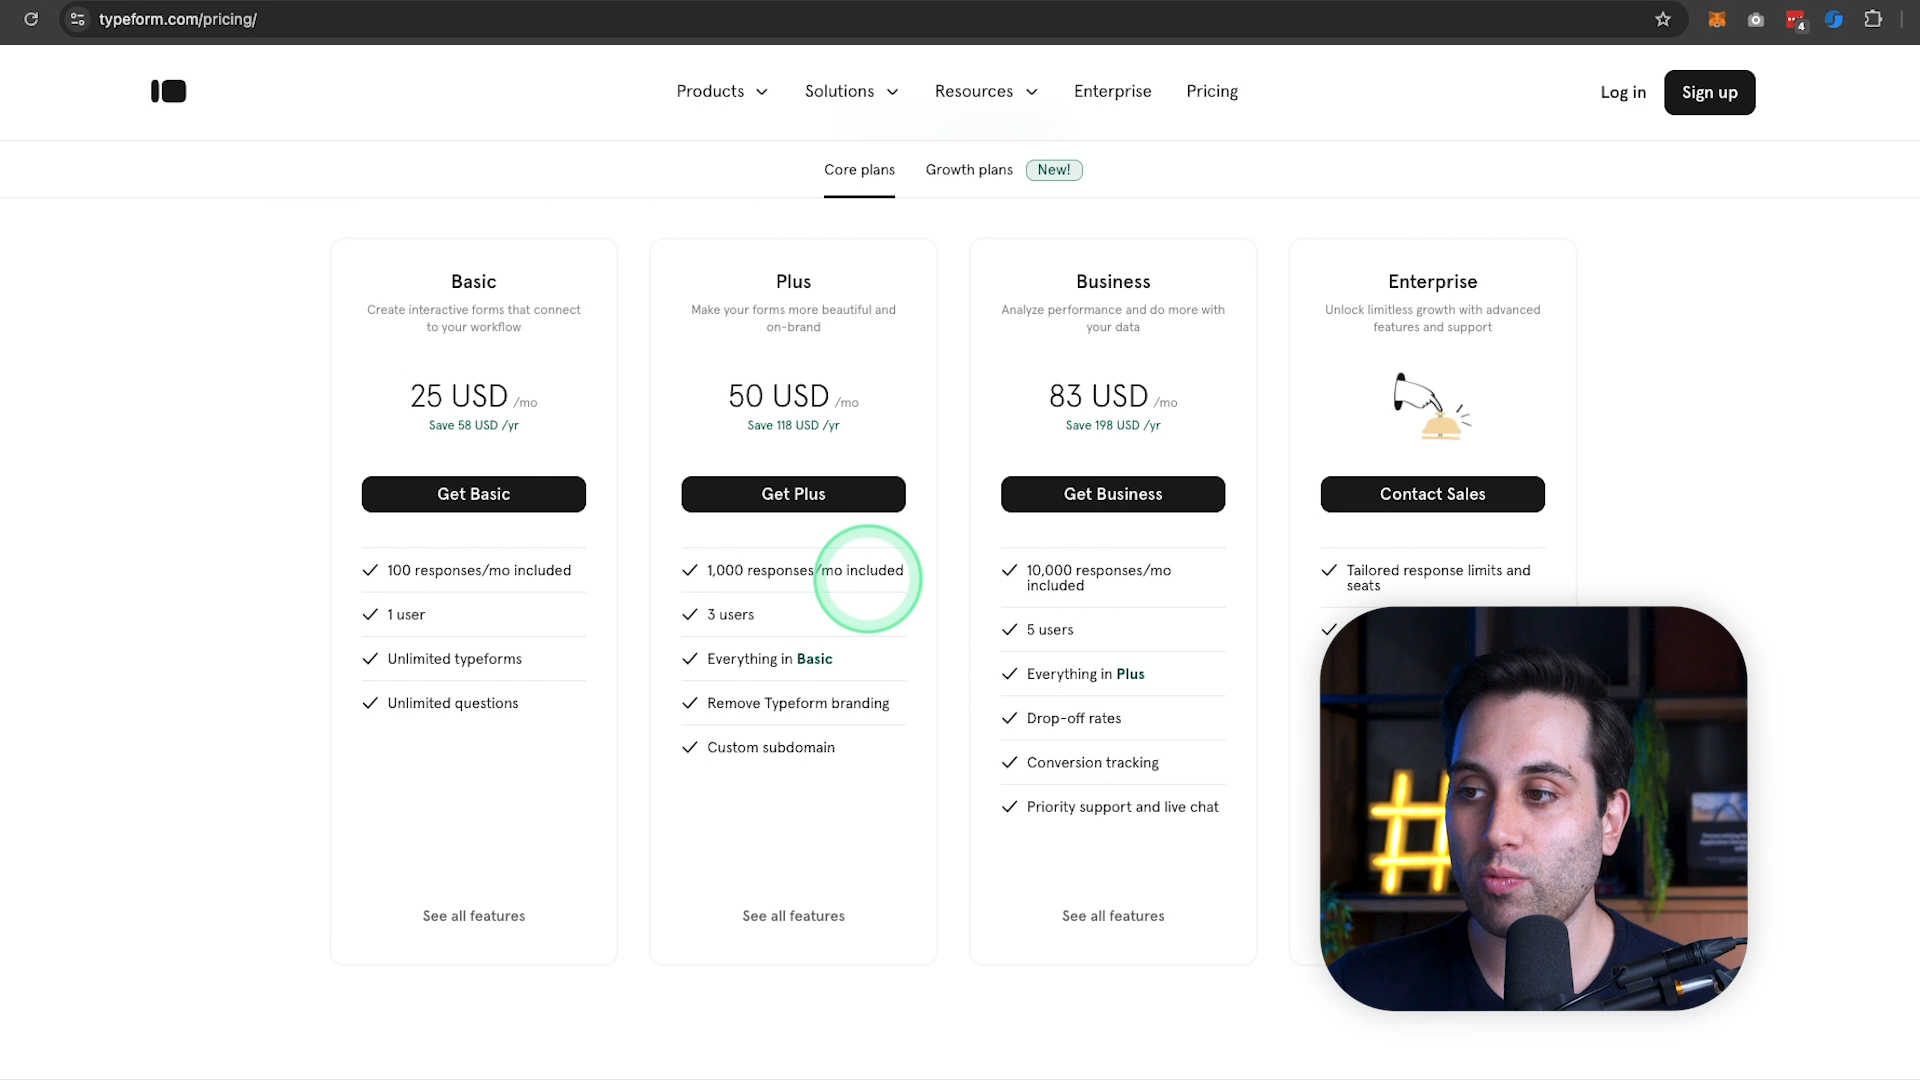 typeform.com/pricing/
4
Products
Solutions
Resources
Enterprise
Pricing
Log in
Sign up
Core plans
Growth plans
New!
Basic
Create interactive forms that connect
to your workflow
25 USD /mo
Save 58 USD /yr
Get Basic
100 responses/mo included
1 user
Unlimited typeforms
Unlimited questions
See all features
Plus
Make your forms more beautiful and
on-brand
50 USD /mo
Save 118 USD /yr
Get Plus
1,000 responses/mo included
3 users
Everything in Basic
Remove Typeform branding
Custom subdomain
See all features
Business
Analyze performance and do more with
your data
83 USD /mo
Save 198 USD /yr
Get Business
10,000 responses/mo
included
5 users
Everything in Plus
Drop-off rates
Conversion tracking
Priority support and live chat
See all features
Enterprise
Unlock limitless growth with advanced
features and support
Contact Sales
Tailored response limits and
seats
#